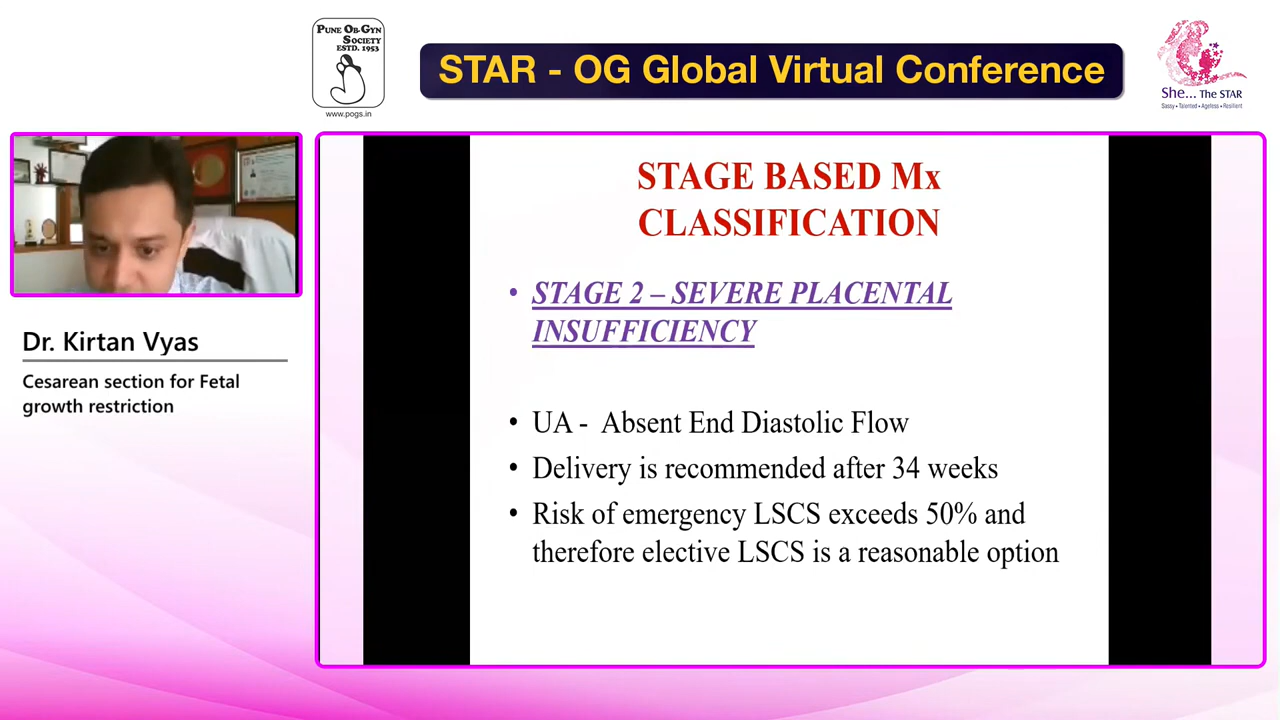 PUNE OB-GYN
SOCIETY
ESTD. 1953
www.pogs.in
STAR - OG Global Virtual Conference
She... THE STAR
Sassy • Talented • Ageless • Resilient
Dr. Kirtan Vyas
Cesarean section for Fetal
growth restriction
STAGE BASED Mx
CLASSIFICATION
• STAGE 2 – SEVERE PLACENTAL
INSUFFICIENCY
• UA - Absent End Diastolic Flow
• Delivery is recommended after 34 weeks
• Risk of emergency LSCS exceeds 50% and
therefore elective LSCS is a reasonable option